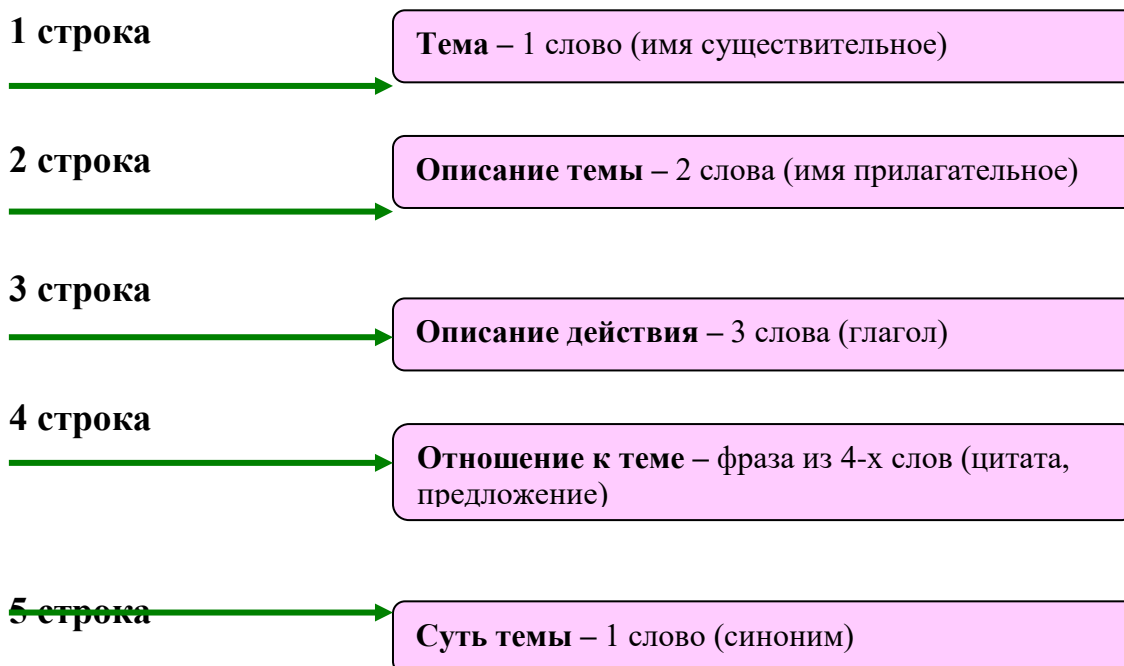 1 строка
Тема – 1 слово (имя существительное)
2 строка
Описание темы – 2 слова (имя прилагательное)
3 строка
Описание действия – 3 слова (глагол)
4 строка
Отношение к теме – фраза из 4-х слов (цитата,
предложение)
5 строка
Суть темы – 1 слово (синоним)